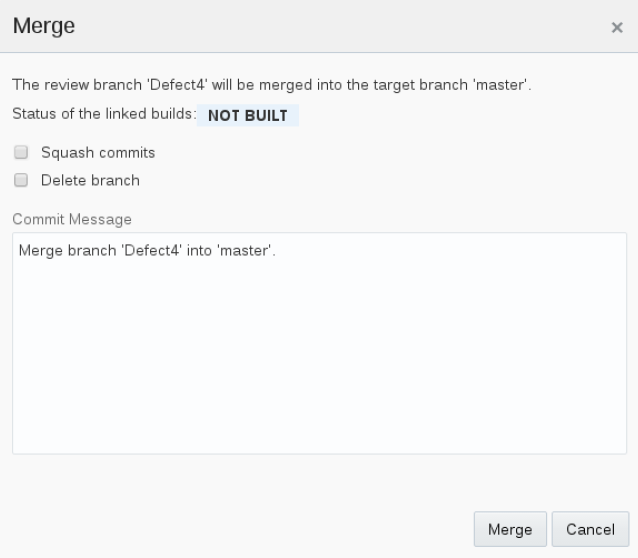 Merge
×
The review branch 'Defect4' will be merged into the target branch 'master'.
Status of the linked builds: NOT BUILT
Squash commits
Delete branch
Commit Message
Merge branch 'Defect4' into 'master'.
Merge Cancel